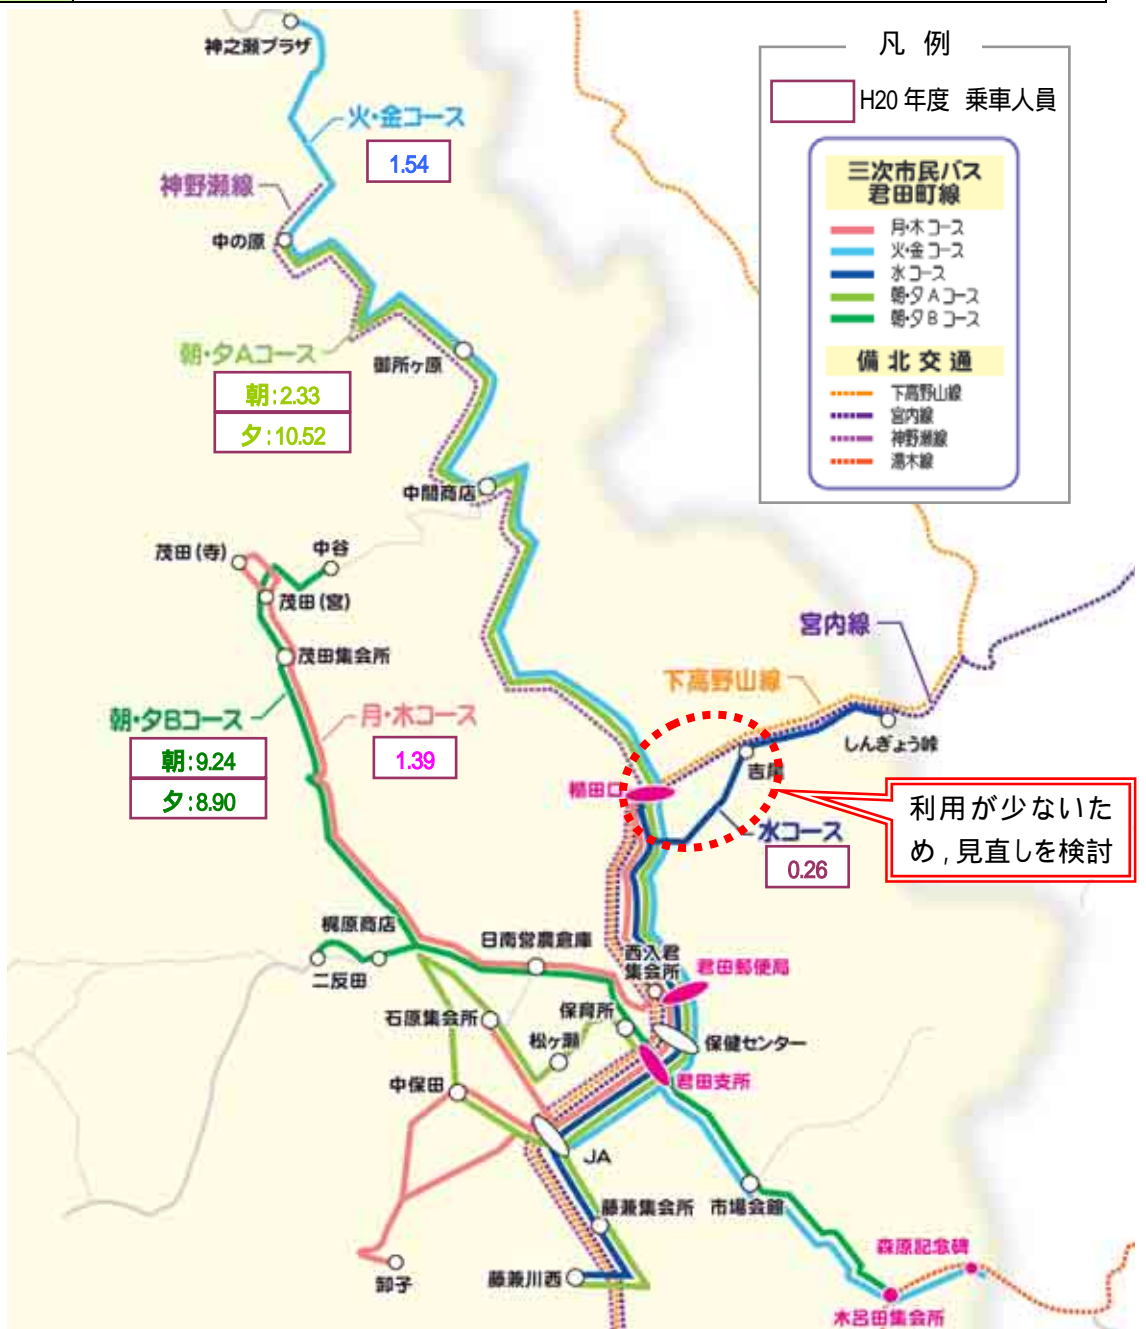 神之瀬プラザ
凡 例
H20 年度 乗車人員
火・金コース
1.54
三次市民バス
君田町線
月・木コース
火・金コース
水コース
朝・夕Aコース
朝・夕Bコース
備北交通
下高野山線
宮内線
神野瀬線
湯木線
神野瀬線
中の原
朝・夕Aコース
朝:2.33
夕:10.52
御所ヶ原
中間商店
茂田(寺)
中谷
茂田(宮)
茂田集会所
宮内線
下高野山線
朝・夕Bコース
朝:9.24
夕:8.90
月・木コース
1.39
しんぎょう峠
吉尾
櫃田口
水コース
0.26
利用が少ないた
め,見直しを検討
梶原商店
二反田
日南営農倉庫
西入君
集会所
君田郵便局
石原集会所
保育所
松ヶ瀬
保健センター
中保田
君田支所
JA
藤兼集会所
市場会館
卸子
藤兼川西
森原記念碑
木呂田集会所